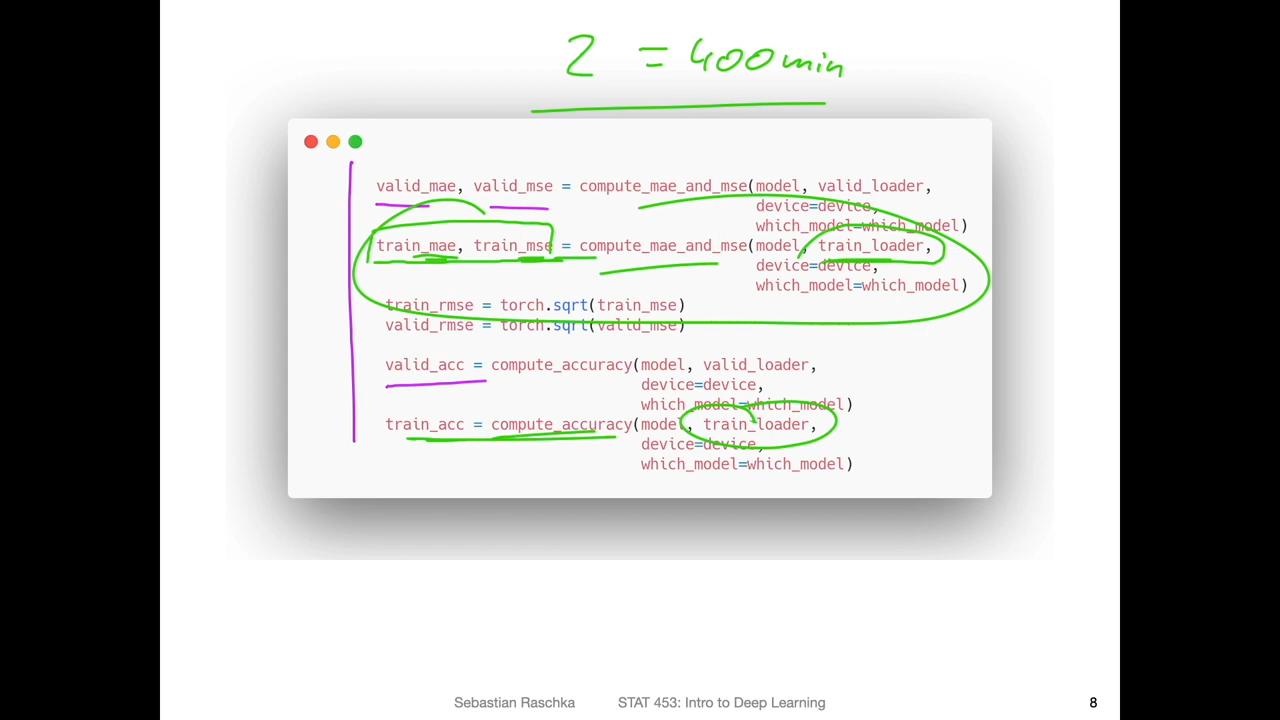 2 = 400min
valid_mae, valid_mse = compute_mae_and_mse(model, valid_loader,
device=device,
which_model=which_model)
train_mae, train_mse = compute_mae_and_mse(model, train_loader,
device=device,
which_model=which_model)
train_rmse = torch.sqrt(train_mse)
valid_rmse = torch.sqrt(valid_mse)
valid_acc = compute_accuracy(model, valid_loader,
device=device,
which_model=which_model)
train_acc = compute_accuracy(model, train_loader,
device=device,
which_model=which_model)
Sebastian Raschka STAT 453: Intro to Deep Learning 8